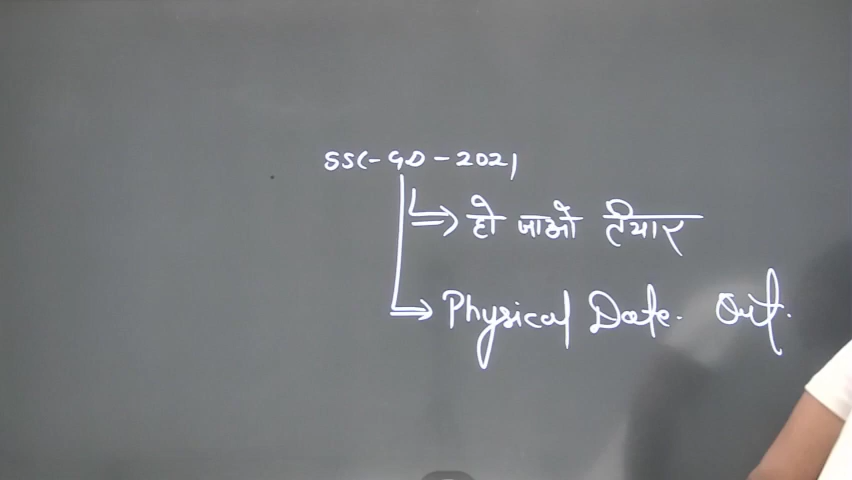 SSC-GD-2021
हो जाओ तैयार
Physical Date. Out.